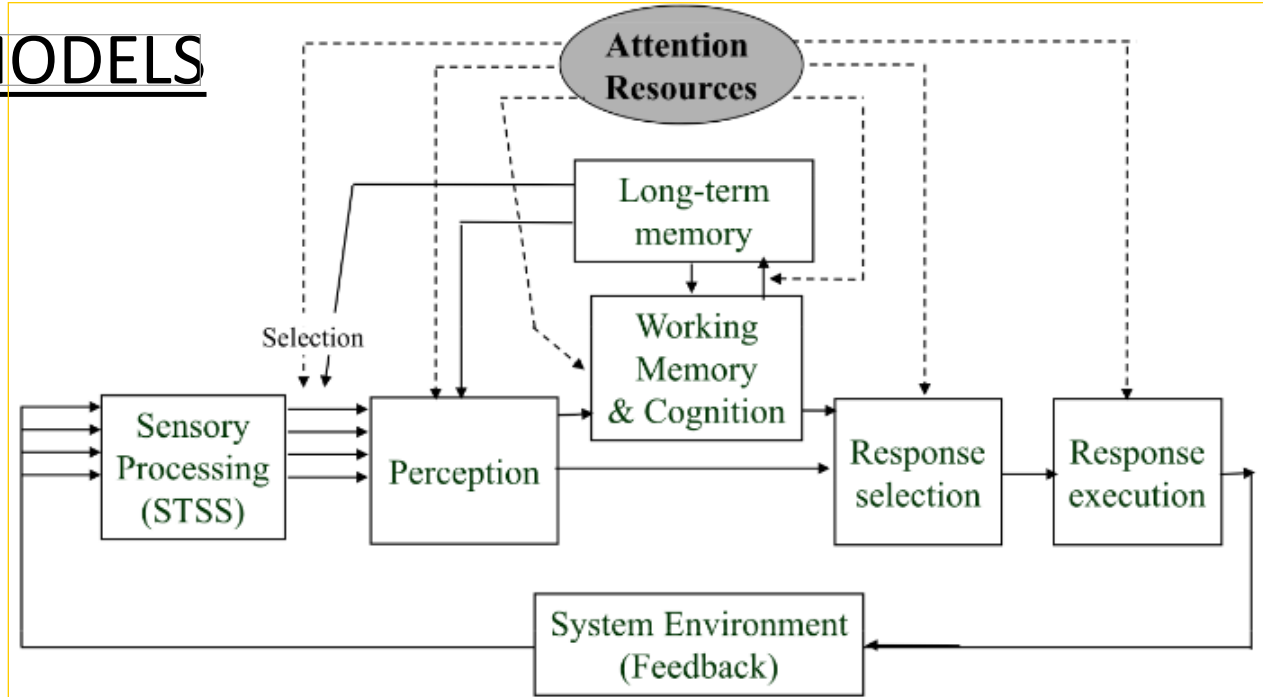 ODELS
Attention
Resources
Long-term
memory
Selection
Working
Memory
& Cognition
Sensory
Processing
(STSS)
Perception
Response
selection
Response
execution
System Environment
(Feedback)